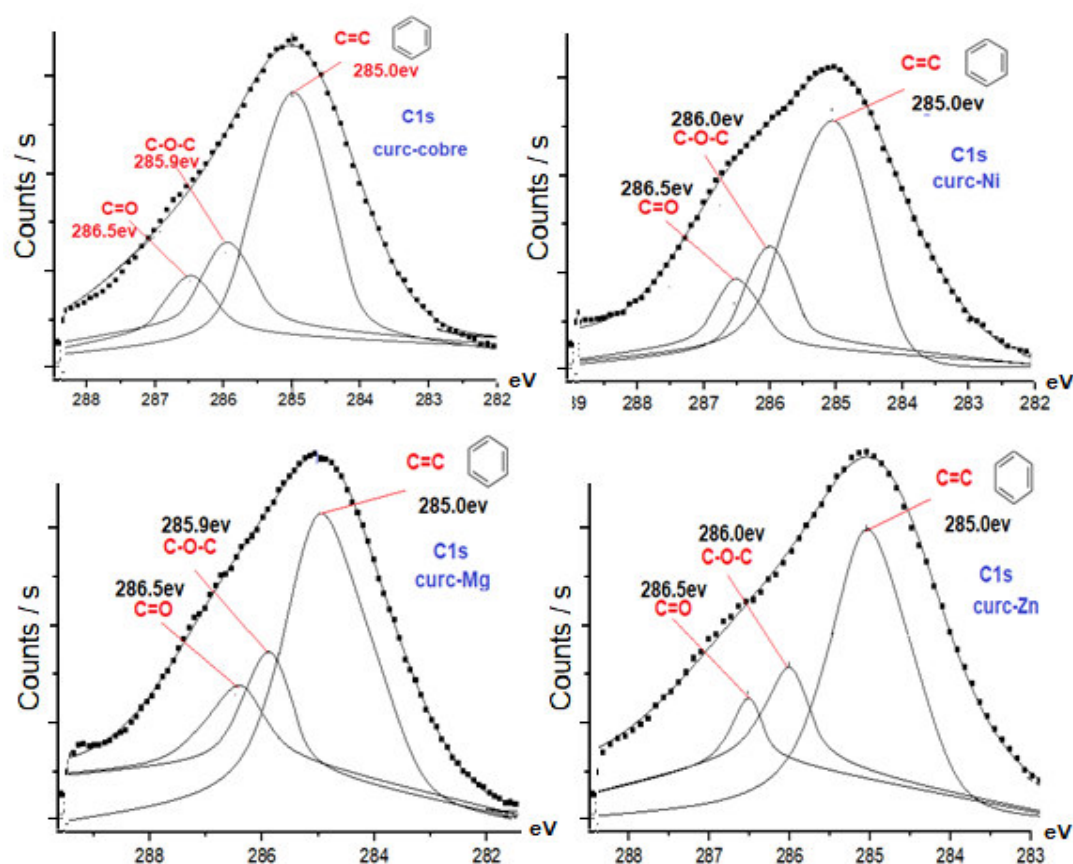 C=C
285.0ev
C1s
curc-cobre
C-O-C
285.9ev
C=O
286.5ev
Counts / s
288 287 286 285 284 283 282
eV
C=C
285.0ev
286.0ev
C-O-C
C1s
curc-Ni
286.5ev
C=O
Counts / s
89 288 287 286 285 284 283 282
eV
C=C
285.0ev
285.9ev
C-O-C
C1s
curc-Mg
286.5ev
C=O
Counts / s
288 286 285 284 282
eV
C=C
285.0ev
286.0ev
C-O-C
C1s
curc-Zn
286.5ev
C=O
Counts / s
288 287 286 285 284 283
eV